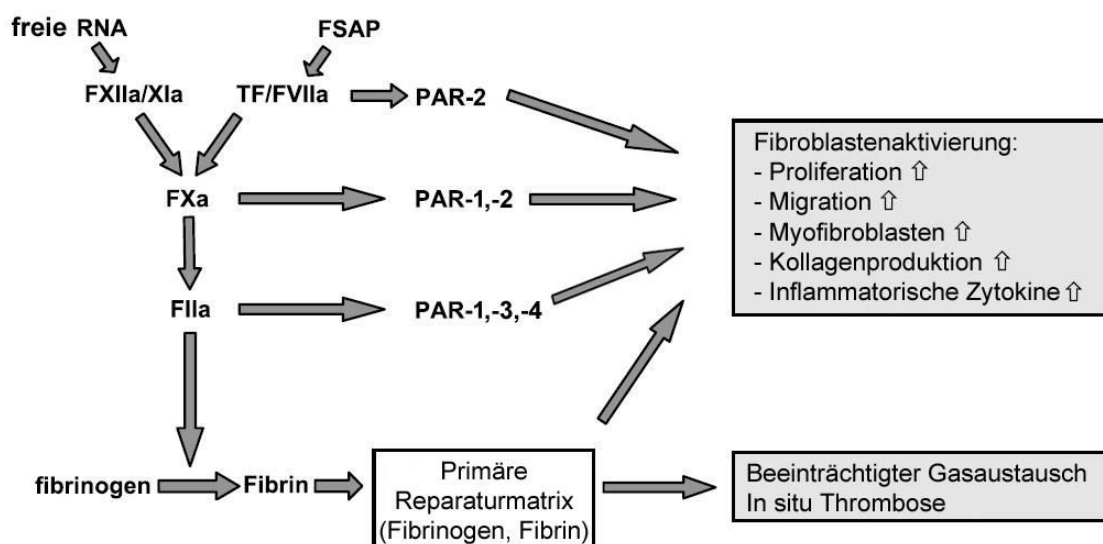 freie RNA
FSAP
FXIIa/XIa
TF/FVIIa
PAR-2
FXa
PAR-1,-2
FIIa
PAR-1,-3,-4
Fibroblastenaktivierung:
- Proliferation ⇧
- Migration ⇧
- Myofibroblasten ⇧
- Kollagenproduktion ⇧
- Inflammatorische Zytokine ⇧
fibrinogen
Fibrin
Primäre
Reparaturmatrix
(Fibrinogen, Fibrin)
Beeinträchtigter Gasaustausch
In situ Thrombose